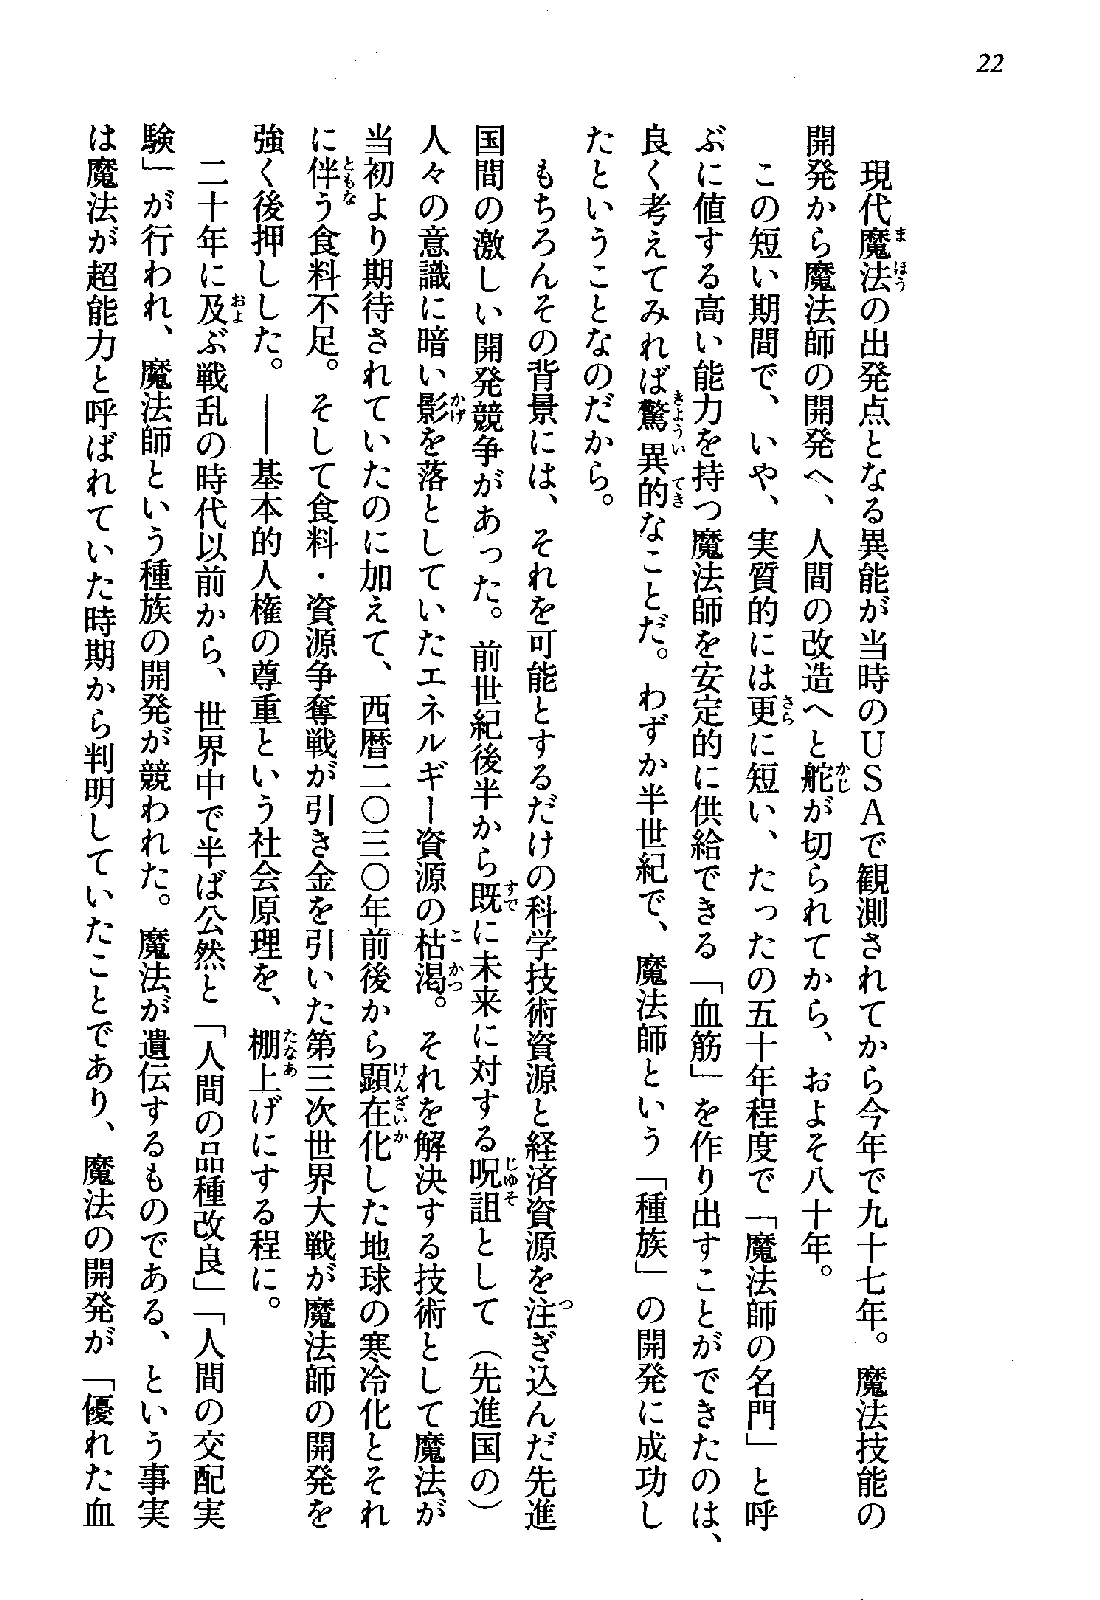 22
現代魔法の出発点となる異能が当時のUSAで観測されてから今年で九十七年。魔法技能の
開発から魔法師の開発へ、人間の改造へと舵が切られてから、およそ八十年。
この短い期間で、いや、実質的には更に短い、たったの五十年程度で「魔法師の名門」と呼
ぶに値する高い能力を持つ魔法師を安定的に供給できる「血筋」を作り出すことができたのは、
良く考えてみれば驚異的なことだ。わずか半世紀で、魔法師という「種族」の開発に成功し
たということなのだから。
もちろんその背景には、それを可能とするだけの科学技術資源と経済資源を注ぎ込んだ先進
国間の激しい開発競争があった。前世紀後半から既に未来に対する呪詛として（先進国の）
人々の意識に暗い影を落としていたエネルギー資源の枯渇。それを解決する技術として魔法が
当初より期待されていたのに加えて、西暦二〇三〇年前後から顕在化した地球の寒冷化とそれ
に伴う食料不足。そして食料・資源争奪戦が引き金を引いた第三次世界大戦が魔法師の開発を
強く後押しした。――基本的人権の尊重という社会原理を、棚上げにする程に。
二十年に及ぶ戦乱の時代以前から、世界中で半ば公然と「人間の品種改良」「人間の交配実
験」が行われ、魔法師という種族の開発が競われた。魔法が遺伝するものである、という事実
は魔法が超能力と呼ばれていた時期から判明していたことであり、魔法の開発が「優れた血